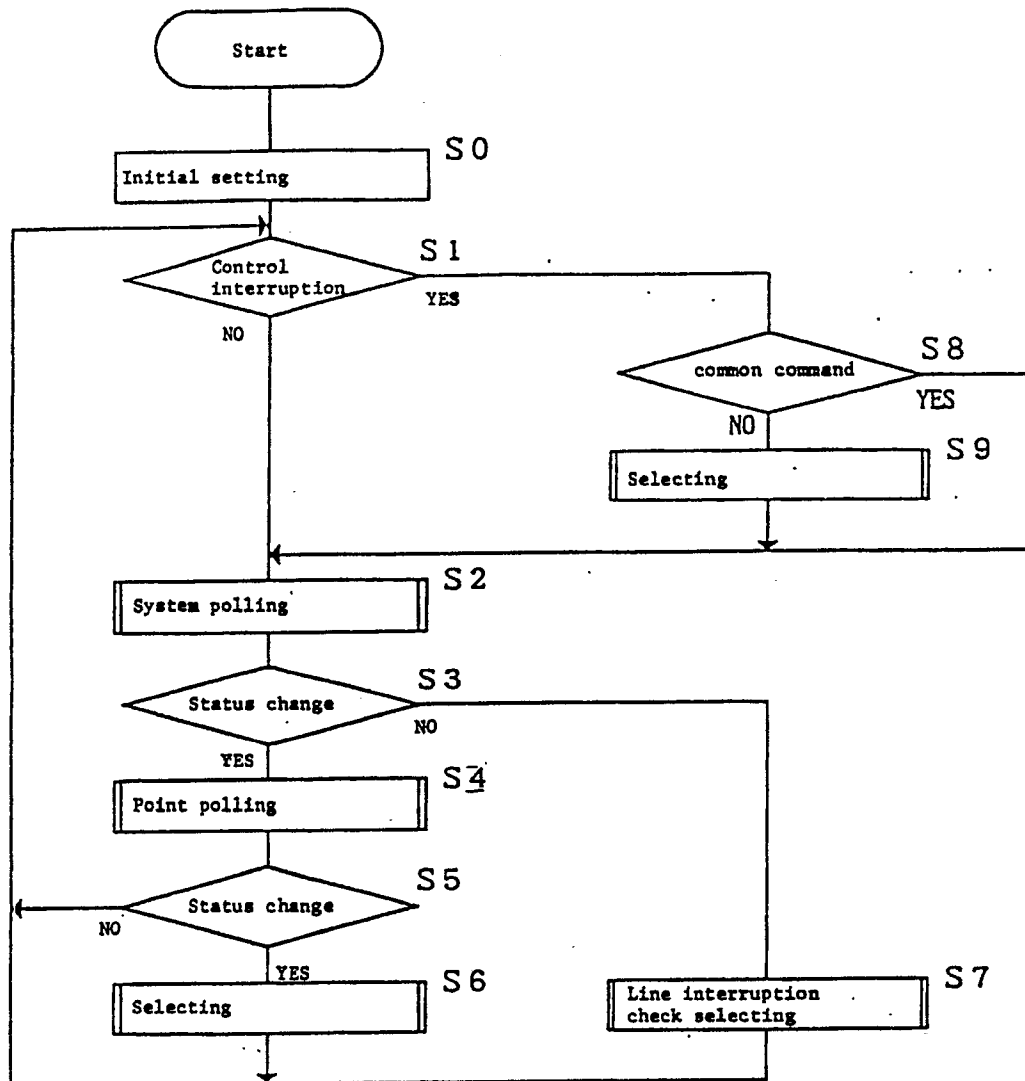 Start
S0
Initial setting
S1
Control
interruption
YES
NO
S8
common command
YES
NO
S9
Selecting
S2
System polling
S3
Status change
NO
YES
S4
Point polling
S5
Status change
NO
YES
S6
Selecting
S7
Line interruption
check selecting